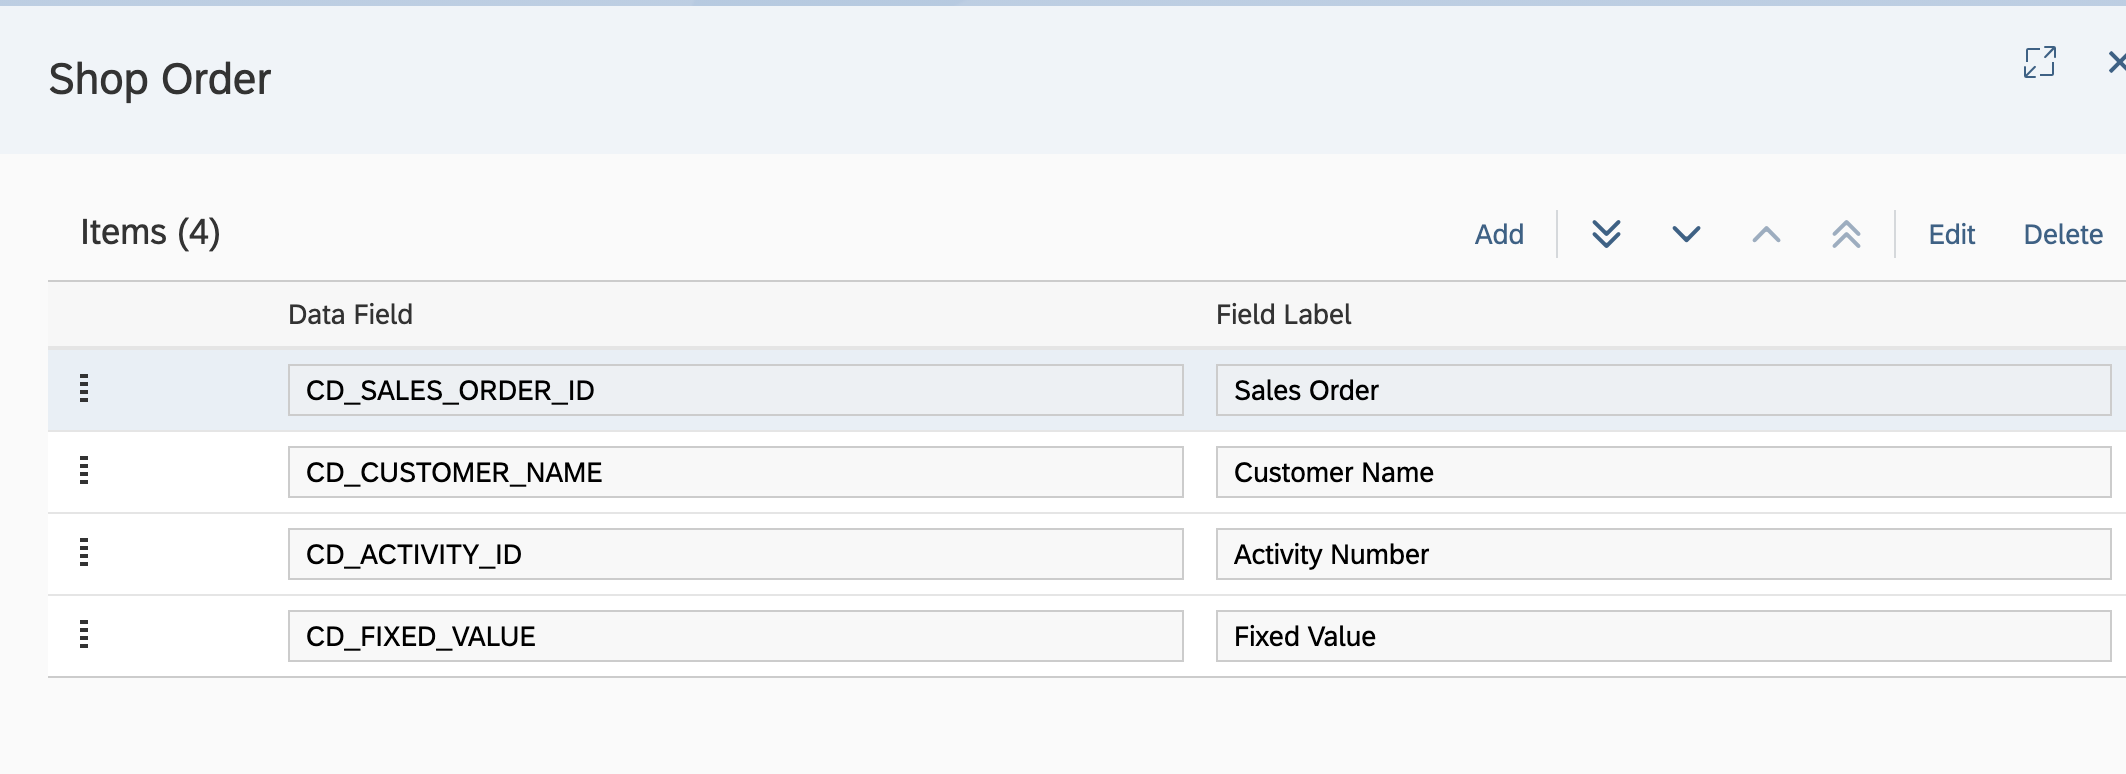 Shop Order
Items (4)
Add
Edit
Delete
Data Field
Field Label
CD_SALES_ORDER_ID
Sales Order
CD_CUSTOMER_NAME
Customer Name
CD_ACTIVITY_ID
Activity Number
CD_FIXED_VALUE
Fixed Value